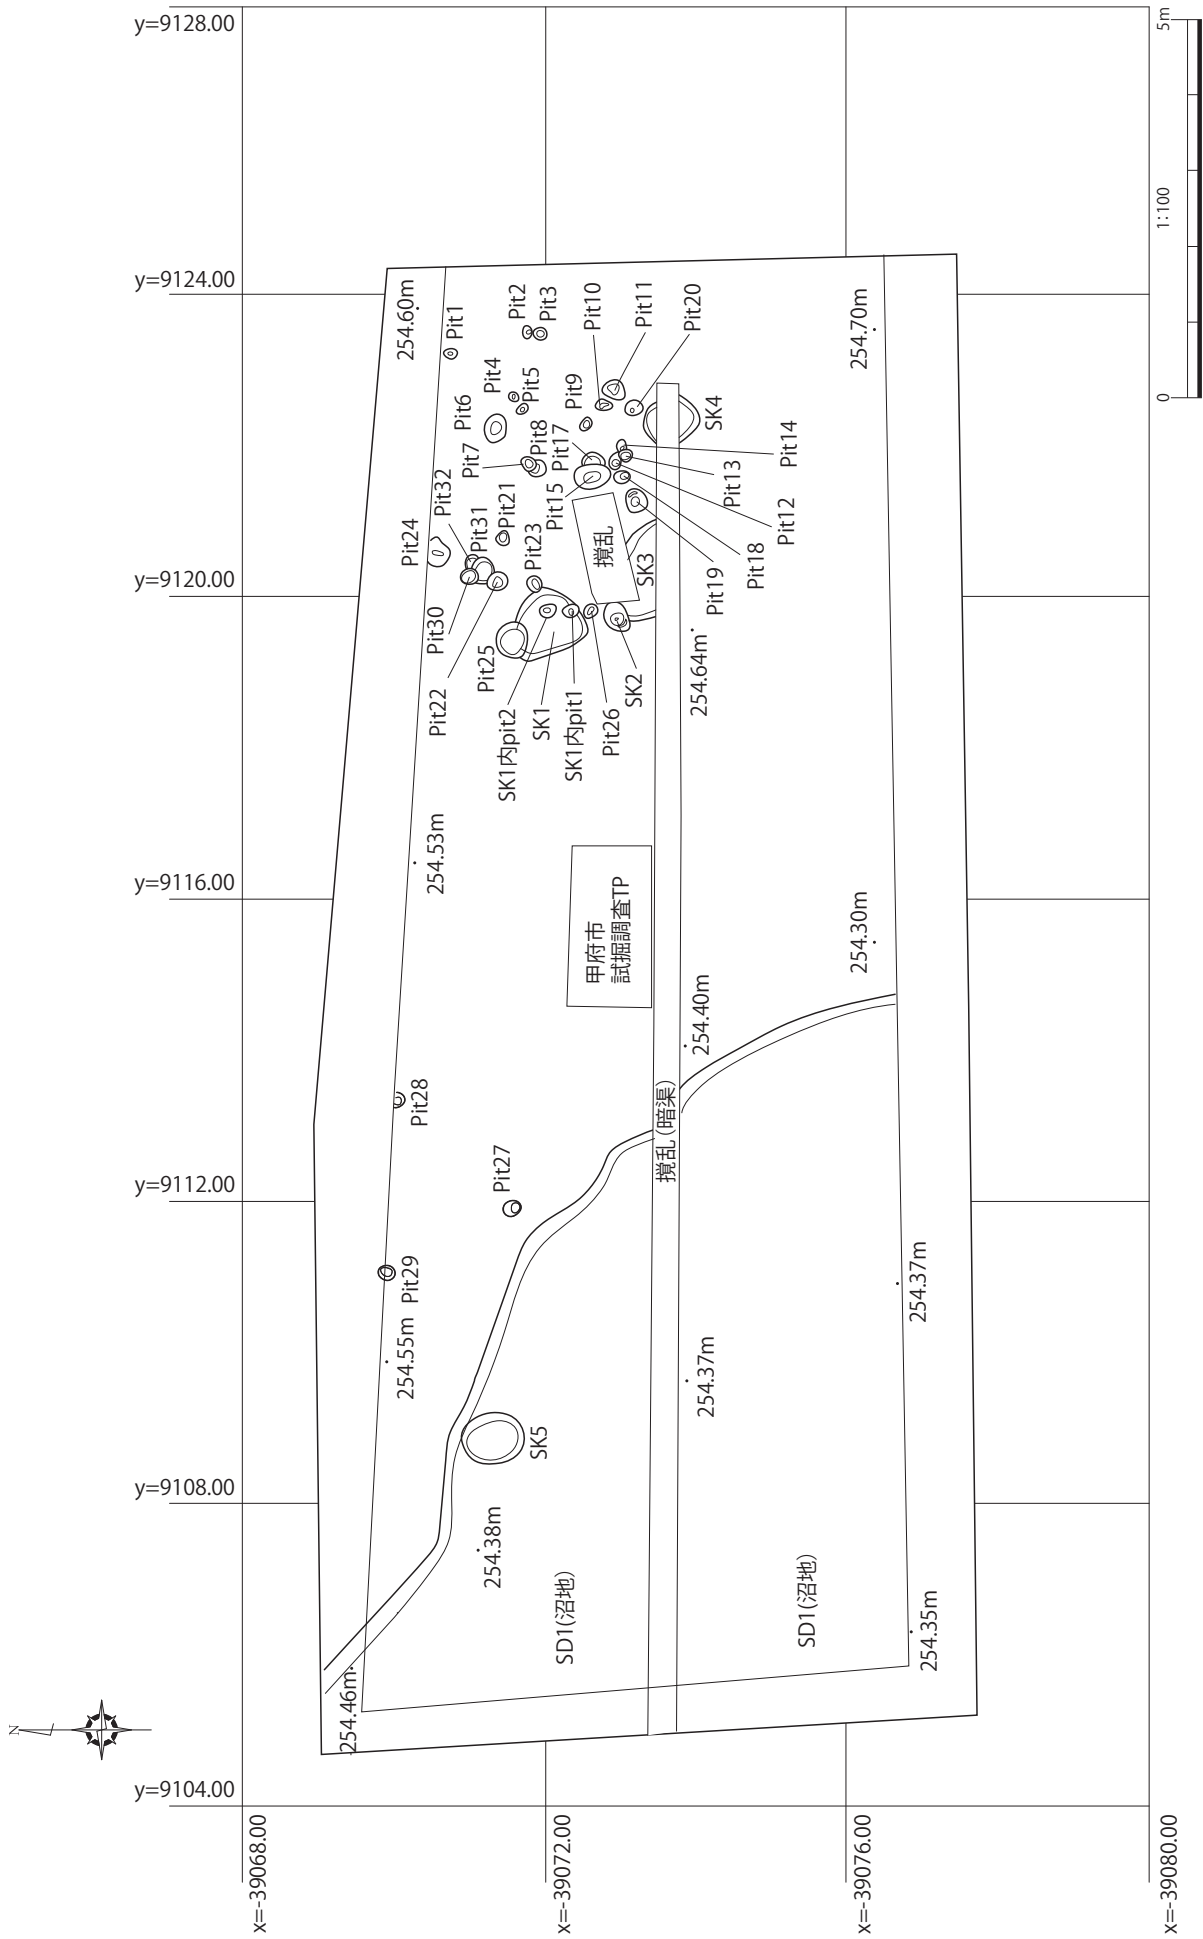 y=9128.00
y=9124.00
y=9120.00
y=9116.00
y=9112.00
y=9108.00
y=9104.00
x=-39068.00
x=-39072.00
x=-39076.00
x=-39080.00
5m
1:100
0
N
254.60m
Pit1
Pit2
Pit3
Pit10
Pit11
Pit20
254.70m
Pit4
Pit5
Pit6
Pit9
SK4
Pit7
Pit8
Pit17
Pit14
Pit13
Pit12
Pit32
Pit31
Pit21
Pit15
Pit18
Pit24
Pit23
攪乱
SK3
Pit19
Pit30
Pit25
Pit22
SK2
254.64m
SK1内pit2
SK1
SK1内pit1
Pit26
254.53m
甲府市
試掘調査TP
254.30m
254.40m
Pit28
攪乱（暗渠）
Pit27
Pit29
254.55m
254.37m
254.37m
SK5
254.38m
SD1(沼地)
SD1(沼地)
254.35m
254.46m